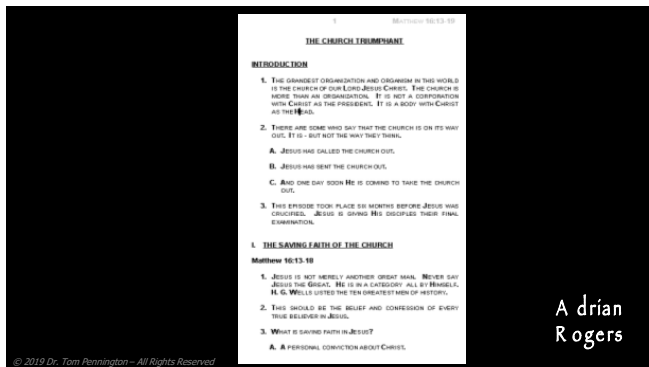 1 MATTHEW 16:13-18
THE CHURCH TRIUMPHANT
INTRODUCTION
1. THE GRANDEST ORGANIZATION AND ORGANISM IN THIS WORLD
IS THE CHURCH OF OUR LORD JESUS CHRIST. THE CHURCH IS
MORE THAN AN ORGANISATION. IT IS NOT A CORPORATION
WITH CHRIST AS THE PRESIDENT. IT IS A BODY WITH CHRIST
AS THE HEAD.
2. THERE ARE SOME WHO SAY THAT THE CHURCH IS ON ITS WAY
OUT. IT IS - BUT NOT THE WAY THEY THINK.
A. JESUS HAS CALLED THE CHURCH OUT.
B. JESUS HAS SENT THE CHURCH OUT.
C. AND ONE DAY SOON HE IS COMING TO TAKE THE CHURCH
OUT.
3. THIS EPISODE TOOK PLACE SIX MONTHS BEFORE JESUS WAS
CRUCIFIED. JESUS IS GIVING HIS DISCIPLES THEIR FINAL
EXAMINATION.
I. THE SAVING FAITH OF THE CHURCH
Matthew 16:13-18
1. JESUS IS NOT MERELY ANOTHER GREAT MAN. NEVER SAY
JESUS THE GREAT. HE IS IN A CATEGORY ALL BY HIMSELF.
H. G. WELLS LISTED THE TEN GREATEST MEN OF HISTORY.
2. THIS SHOULD BE THE BELIEF AND CONFESSION OF EVERY
TRUE BELIEVER IN JESUS.
3. WHAT IS SAVING FAITH IN JESUS?
A. A PERSONAL CONVICTION ABOUT CHRIST.
Adrian
Rogers
© 2019 Dr. Tom Pennington – All Rights Reserved